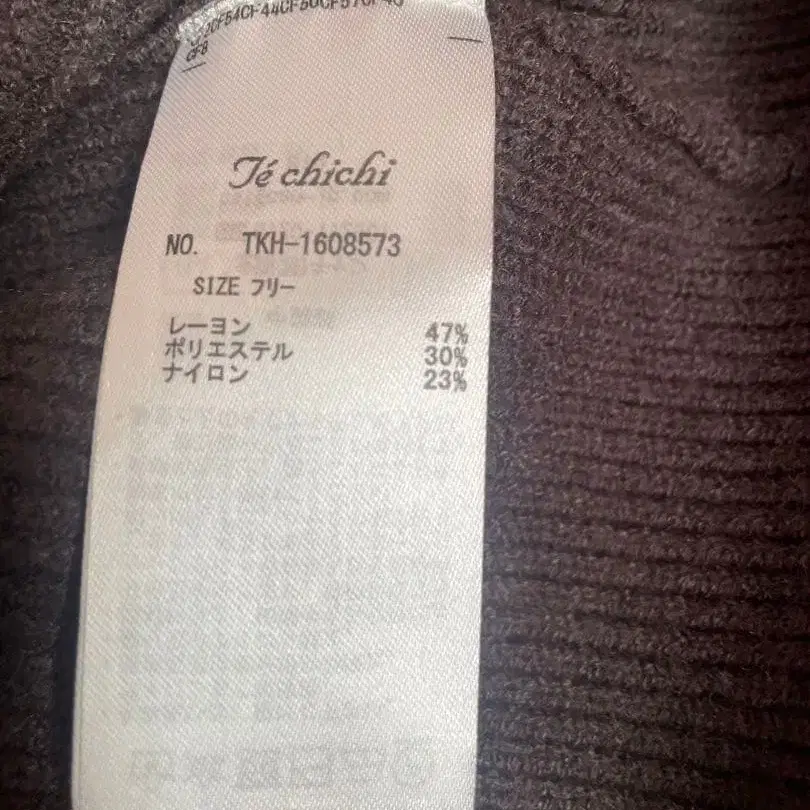 CF8
Té chichi
NO. TKH-1608573
SIZE フリー
レーヨン 47%
ポリエステル 30%
ナイロン 23%